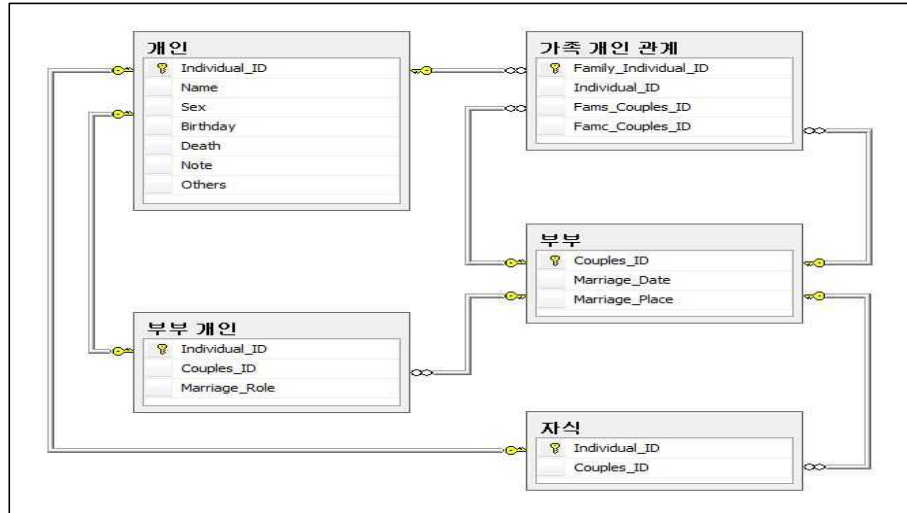 개인
Individual_ID
Name
Sex
Birthday
Death
Note
Others
가족 개인 관계
Family_Individual_ID
Individual_ID
Fams_Couples_ID
Famc_Couples_ID
부부
Couples_ID
Marriage_Date
Marriage_Place
부부 개인
Individual_ID
Couples_ID
Marriage_Role
자식
Individual_ID
Couples_ID